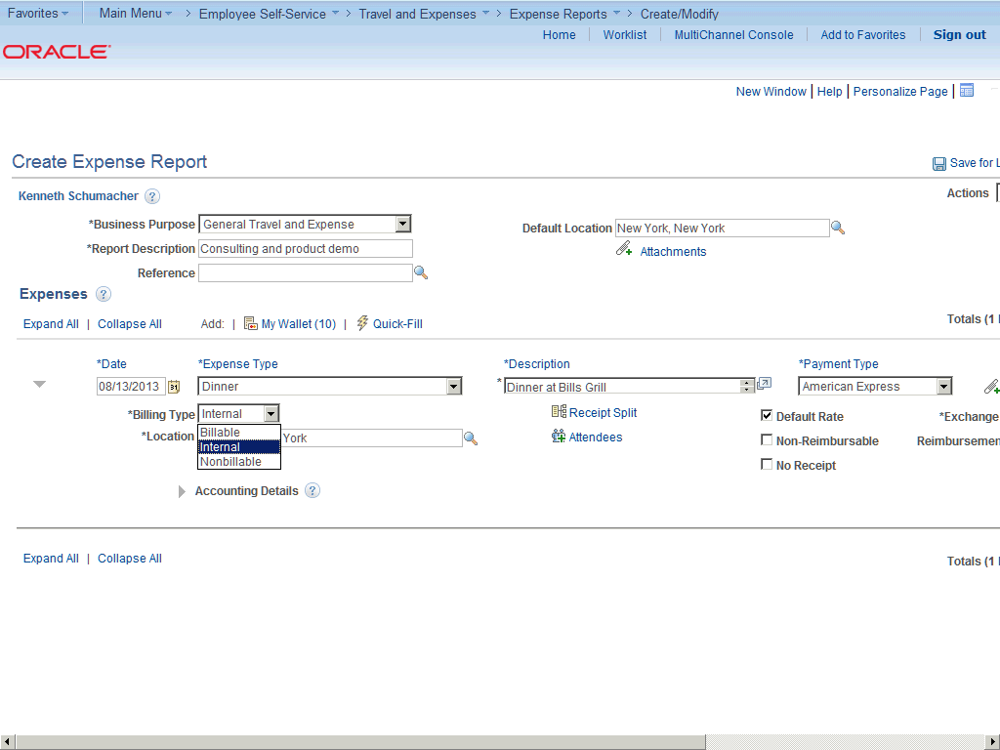 Favorites Main Menu > Employee Self-Service > Travel and Expenses > Expense Reports > Create/Modify
Home Worklist MultiChannel Console Add to Favorites Sign out
ORACLE
New Window | Help | Personalize Page |
Create Expense Report
Save for L
Kenneth Schumacher ?
Actions
*Business Purpose General Travel and Expense
Default Location New York, New York
*Report Description Consulting and product demo
Attachments
Reference
Expenses ?
Expand All | Collapse All Add: | My Wallet (10) | Quick-Fill
Totals (1
*Date *Expense Type *Description *Payment Type
08/13/2013 31 Dinner * Dinner at Bills Grill American Express
*Billing Type Internal Receipt Split Default Rate *Exchange
Billable
*Location York Attendees Non-Reimbursable Reimbursemen
Internal
Nonbillable No Receipt
Accounting Details ?
Expand All | Collapse All
Totals (1